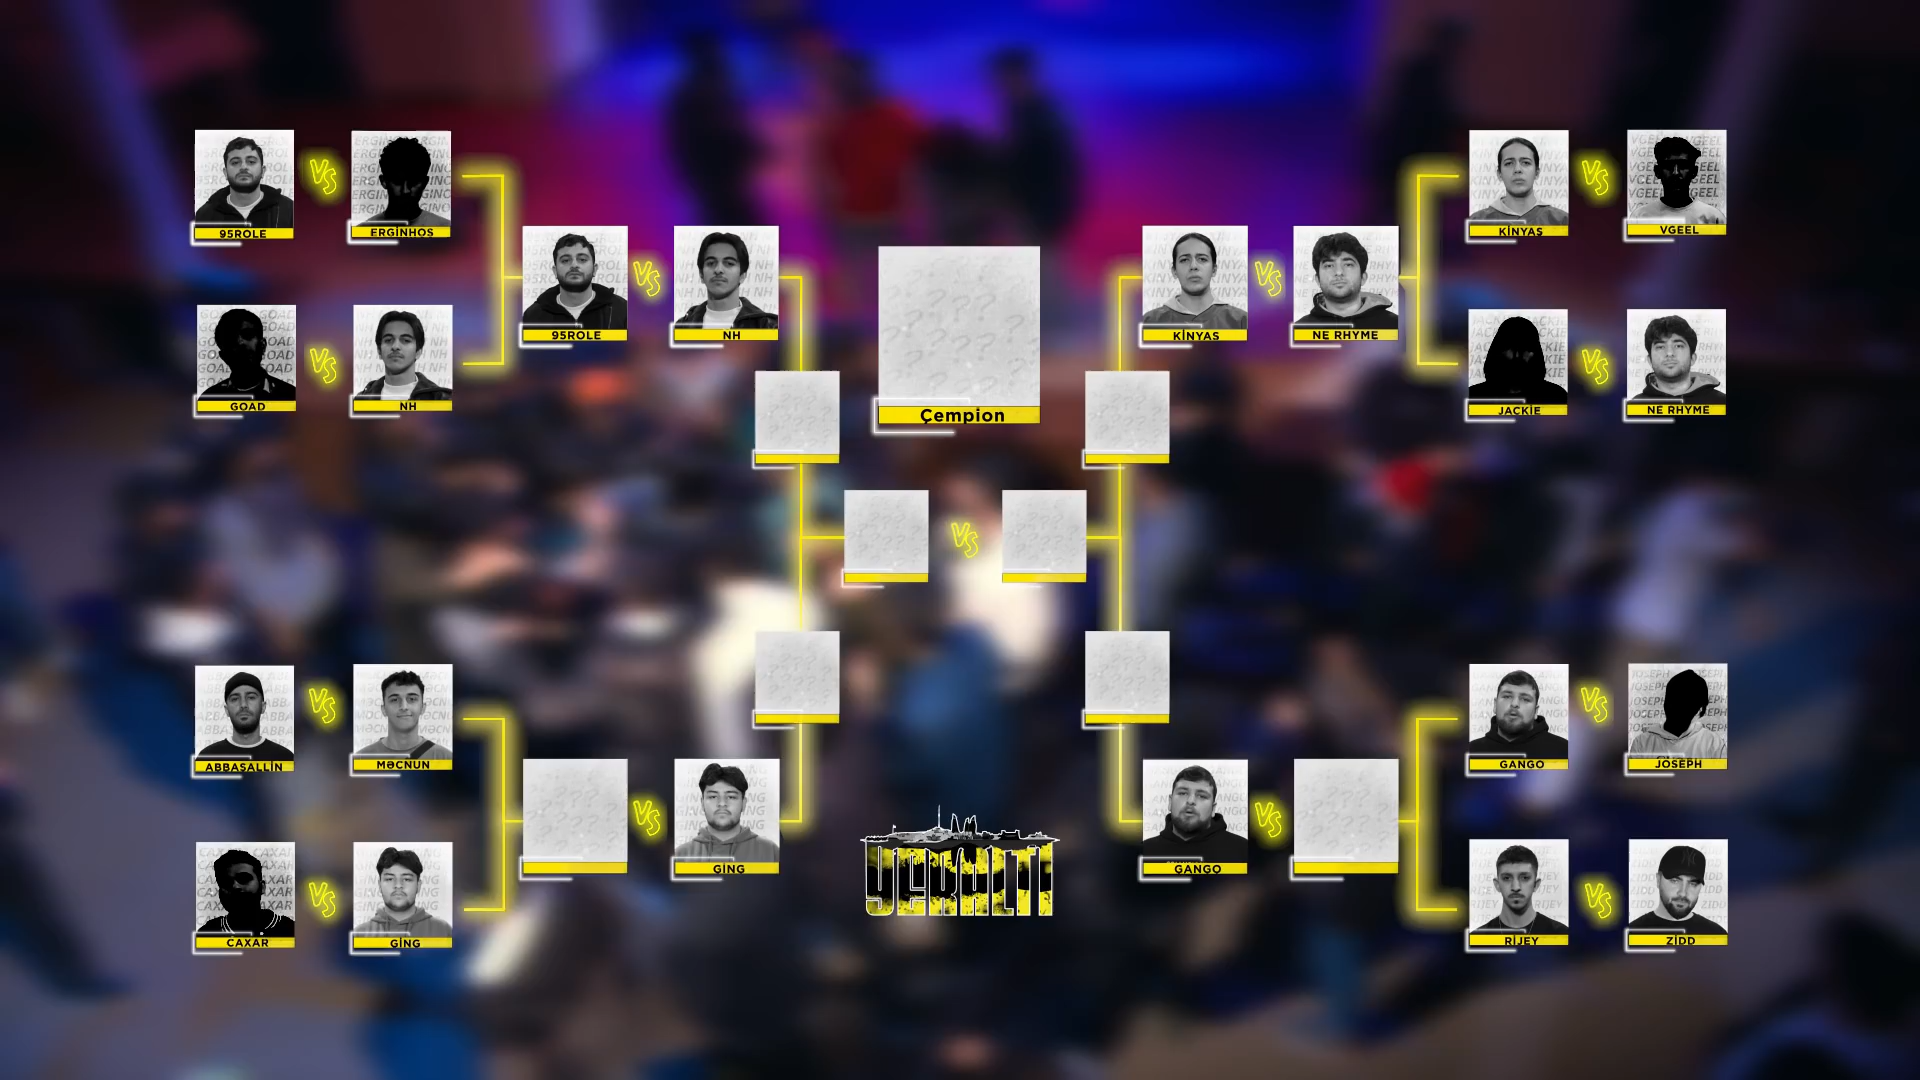 95ROLE
VS
ERGİNHOS
GOAD
VS
NH
95ROLE
VS
NH
Çempion
KİNYAS
VS
NE RHYME
KİNYAS
VS
VGEEL
JACKİE
VS
NE RHYME
VS
ABBASALLİN
VS
MƏCNUN
CAXAR
VS
GİNG
VS
GİNG
YERALTI
GANGO
VS
GANGO
VS
JOSEPH
RİJEY
VS
ZİDD